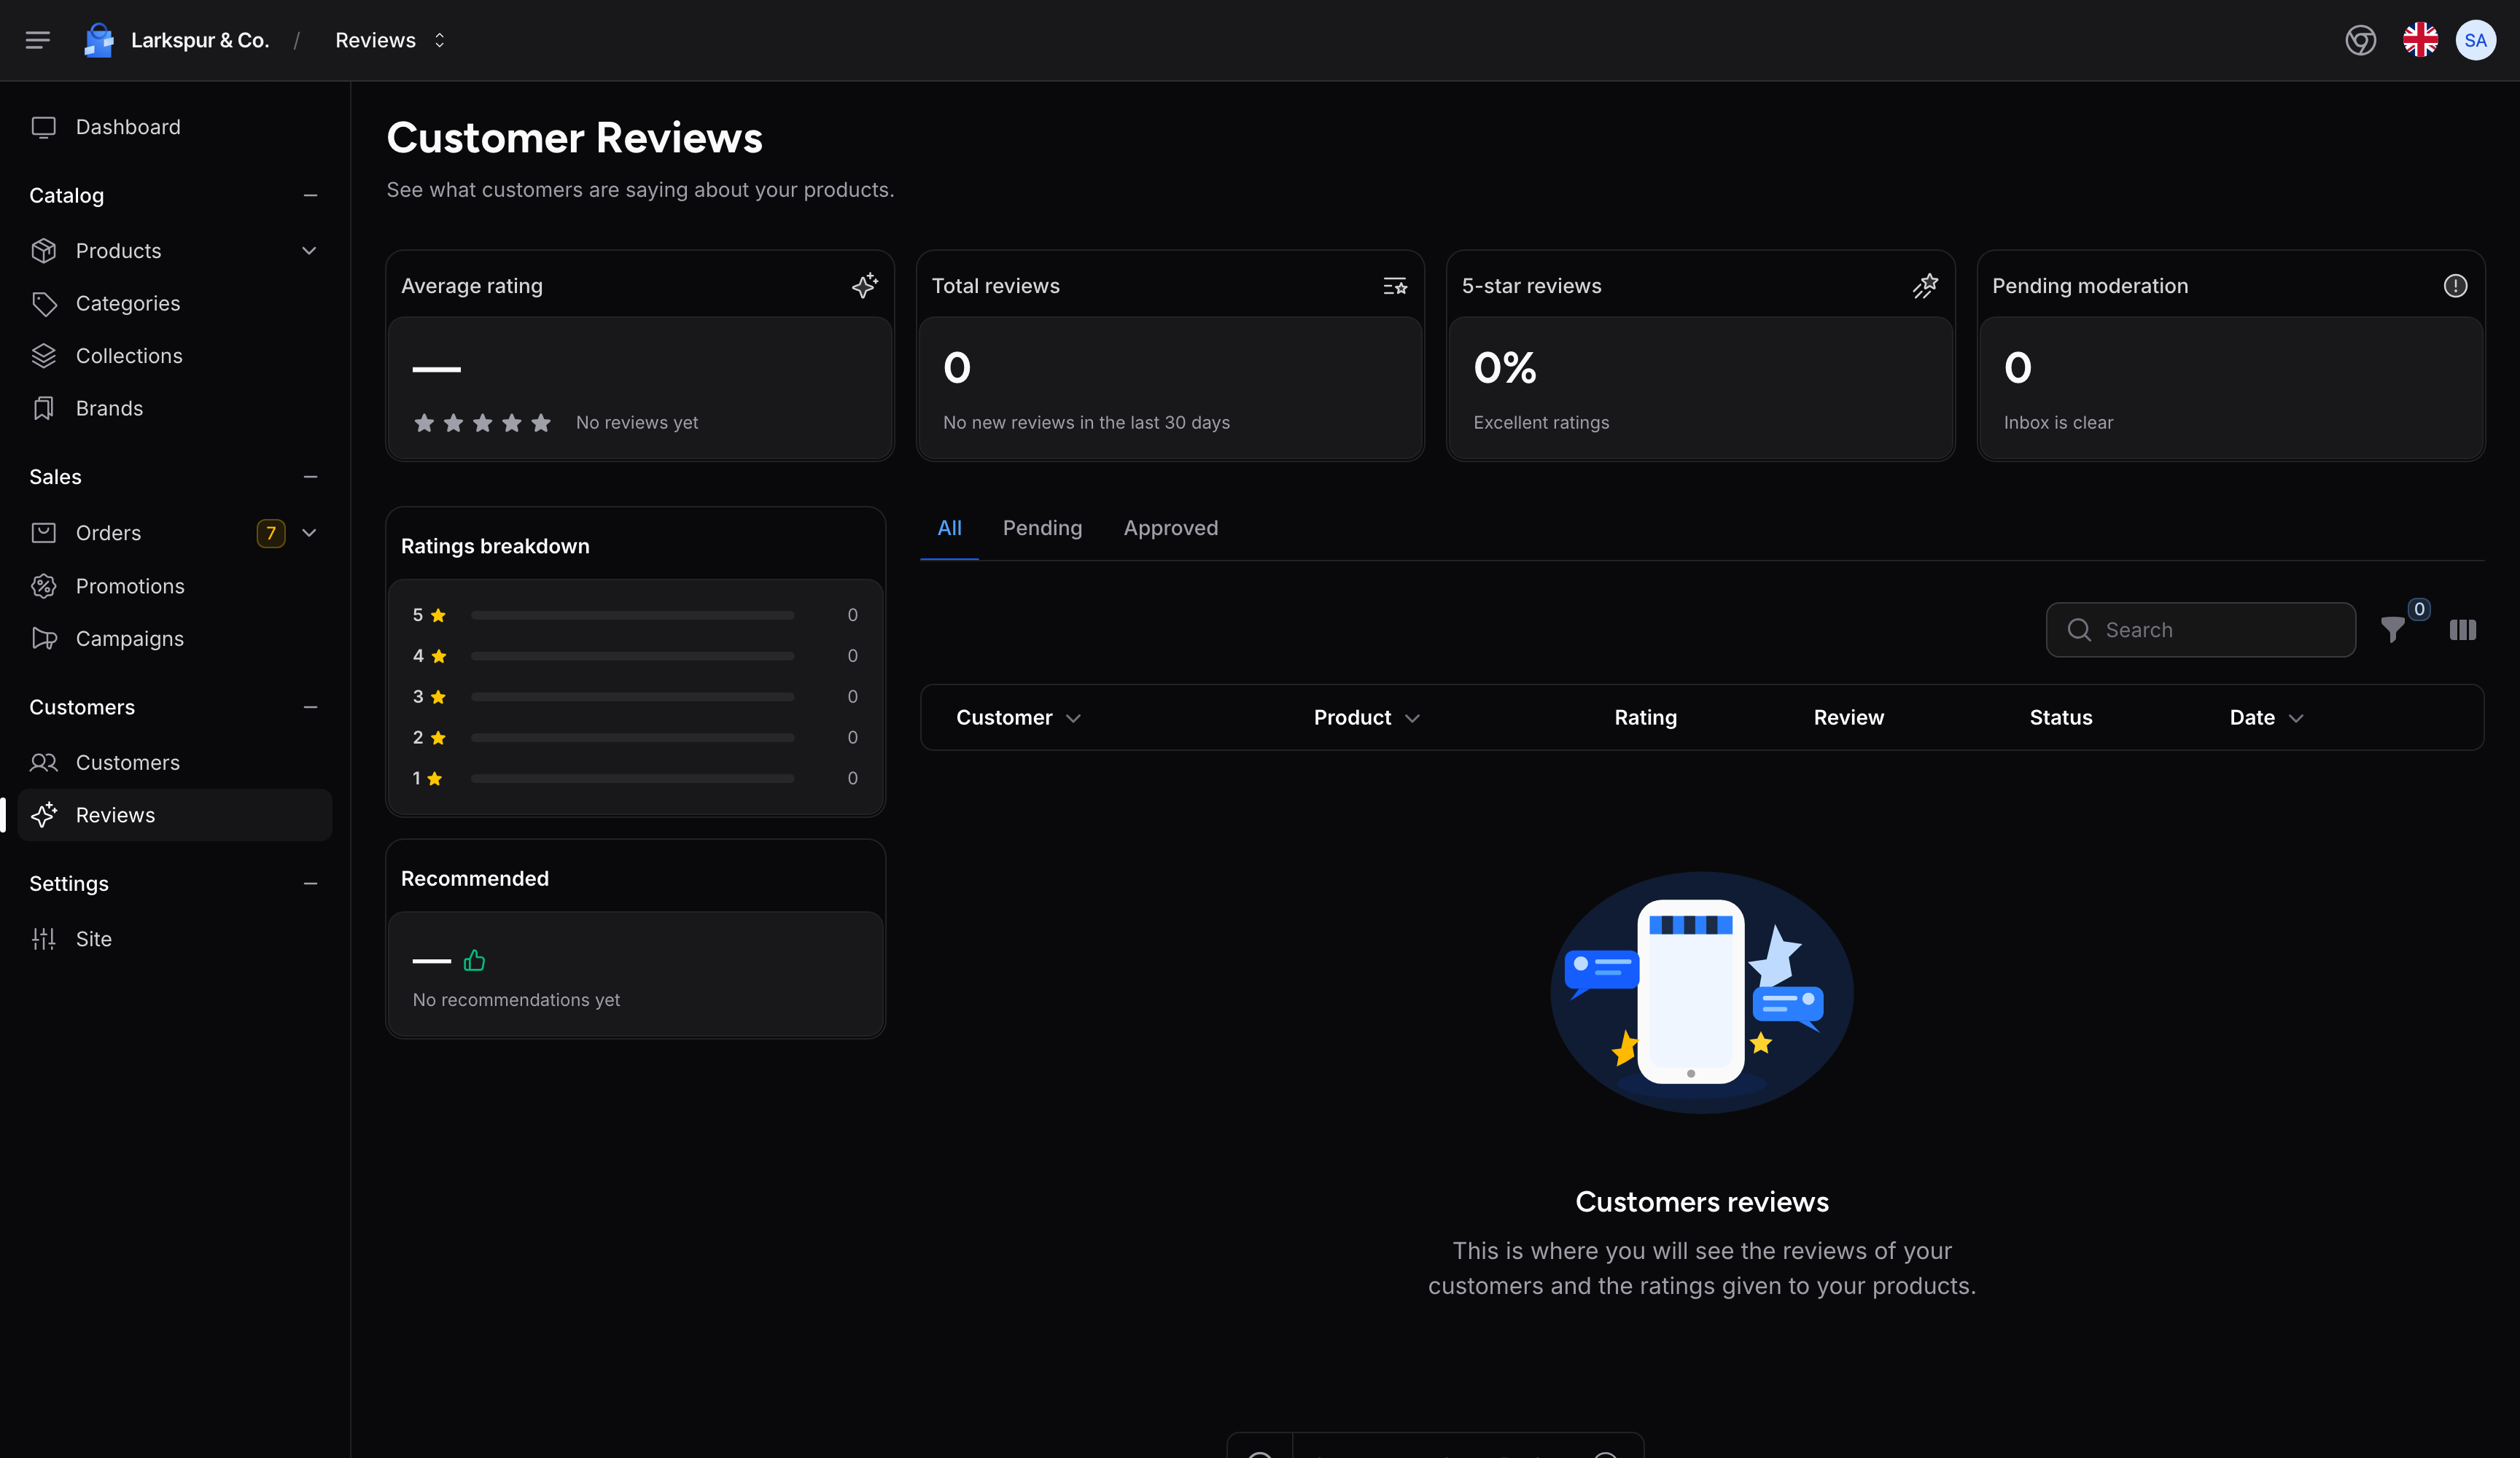 Larkspur & Co. / Reviews
SA
Dashboard
Catalog
Products
Categories
Collections
Brands
Sales
Orders 7
Promotions
Campaigns
Customers
Customers
Reviews
Settings
Site
Customer Reviews
See what customers are saying about your products.
Average rating
—
No reviews yet
Total reviews
0
No new reviews in the last 30 days
5-star reviews
0%
Excellent ratings
Pending moderation
0
Inbox is clear
Ratings breakdown
5 0
4 0
3 0
2 0
1 0
Recommended
—
No recommendations yet
All Pending Approved
Search 0
Customer Product Rating Review Status Date
Customers reviews
This is where you will see the reviews of your
customers and the ratings given to your products.